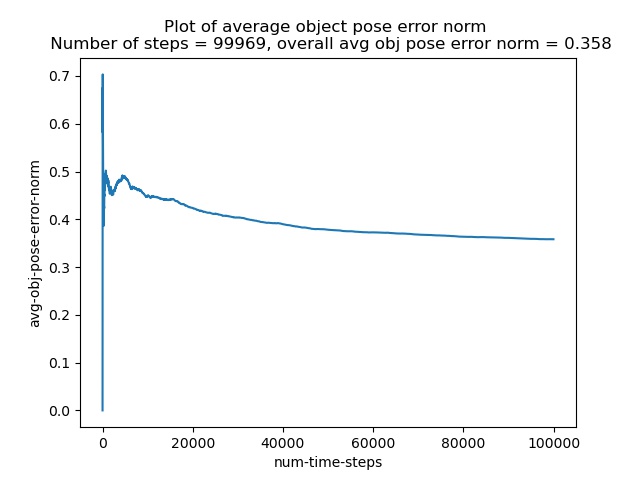 Plot of average object pose error norm
Number of steps = 99969, overall avg obj pose error norm = 0.358
0.7
0.6
0.5
0.4
0.3
0.2
0.1
0.0
avg-obj-pose-error-norm
0 20000 40000 60000 80000 100000
num-time-steps